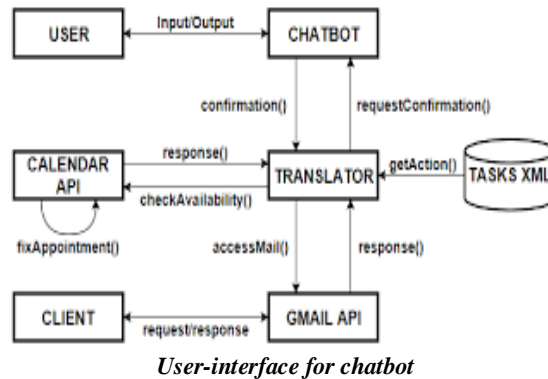 Input/Output
USER
CHATBOT
confirmation()
requestConfirmation()
response()
getAction()
CALENDAR
API
TRANSLATOR
TASKS XML
checkAvailability()
fixAppointment()
accessMail()
response()
CLIENT
GMAIL API
request/response
User-interface for chatbot